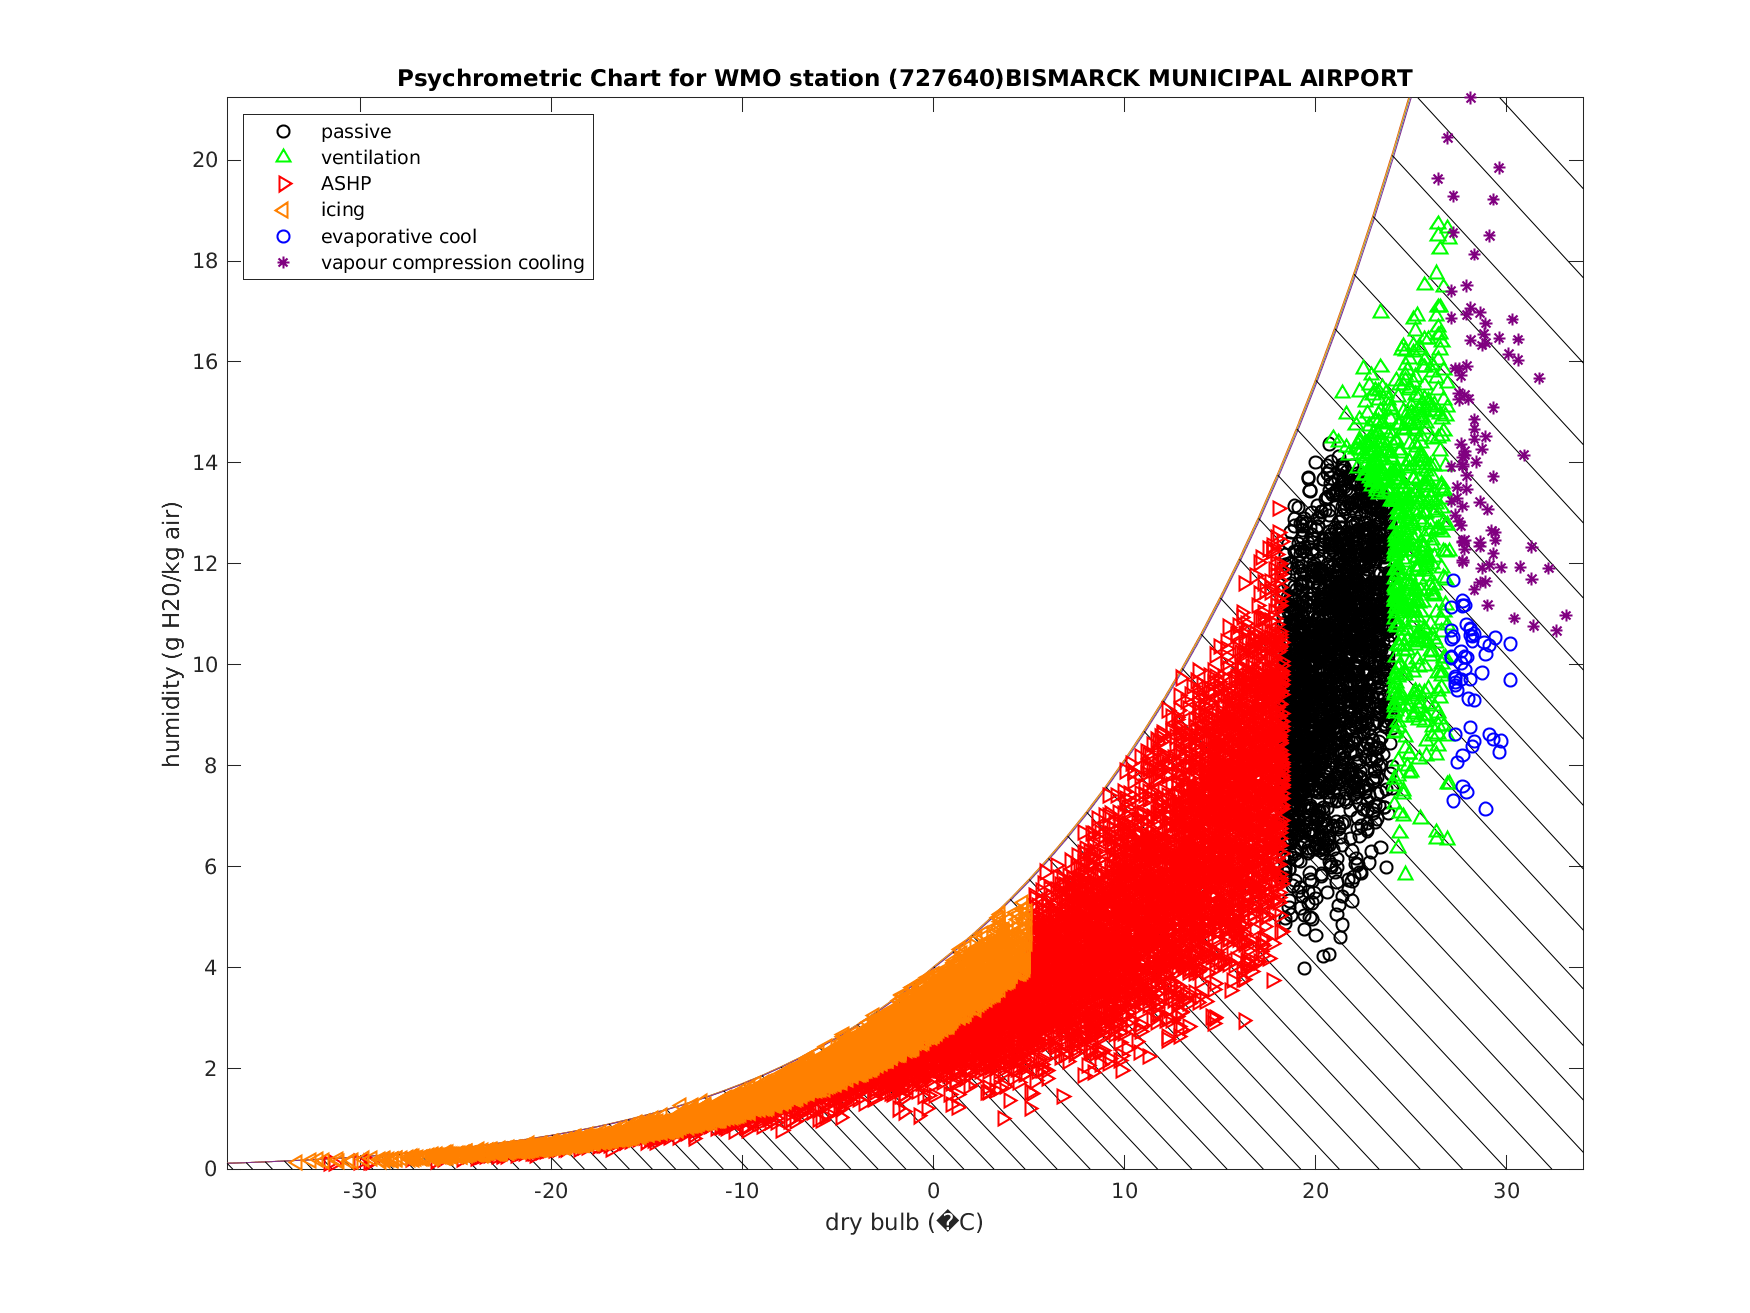 Psychrometric Chart for WMO station (727640)BISMARCK MUNICIPAL AIRPORT
passive
ventilation
ASHP
icing
evaporative cool
vapour compression cooling
humidity (g H20/kg air)
20
18
16
14
12
10
8
6
4
2
0
-30
-20
-10
0
10
20
30
dry bulb (�C)